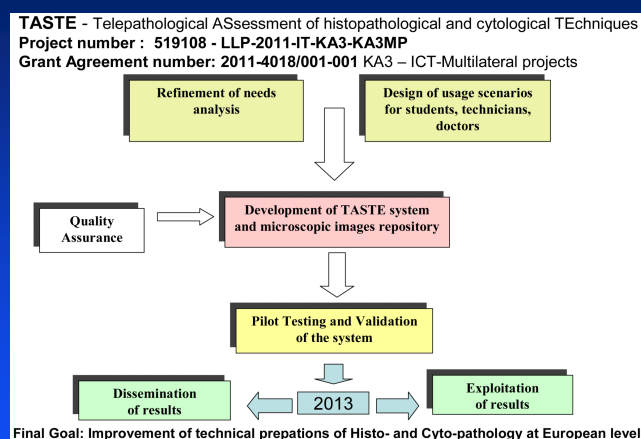 TASTE - Telepathological ASsessment of histopathological and cytological TEchniques
Project number : 519108 - LLP-2011-IT-KA3-KA3MP
Grant Agreement number: 2011-4018/001-001 KA3 – ICT-Multilateral projects
Refinement of needs
analysis
Design of usage scenarios
for students, technicians,
doctors
Quality
Assurance
Development of TASTE system
and microscopic images repository
Pilot Testing and Validation
of the system
Dissemination
of results
2013
Exploitation
of results
Final Goal: Improvement of technical prepations of Histo- and Cyto-pathology at European level